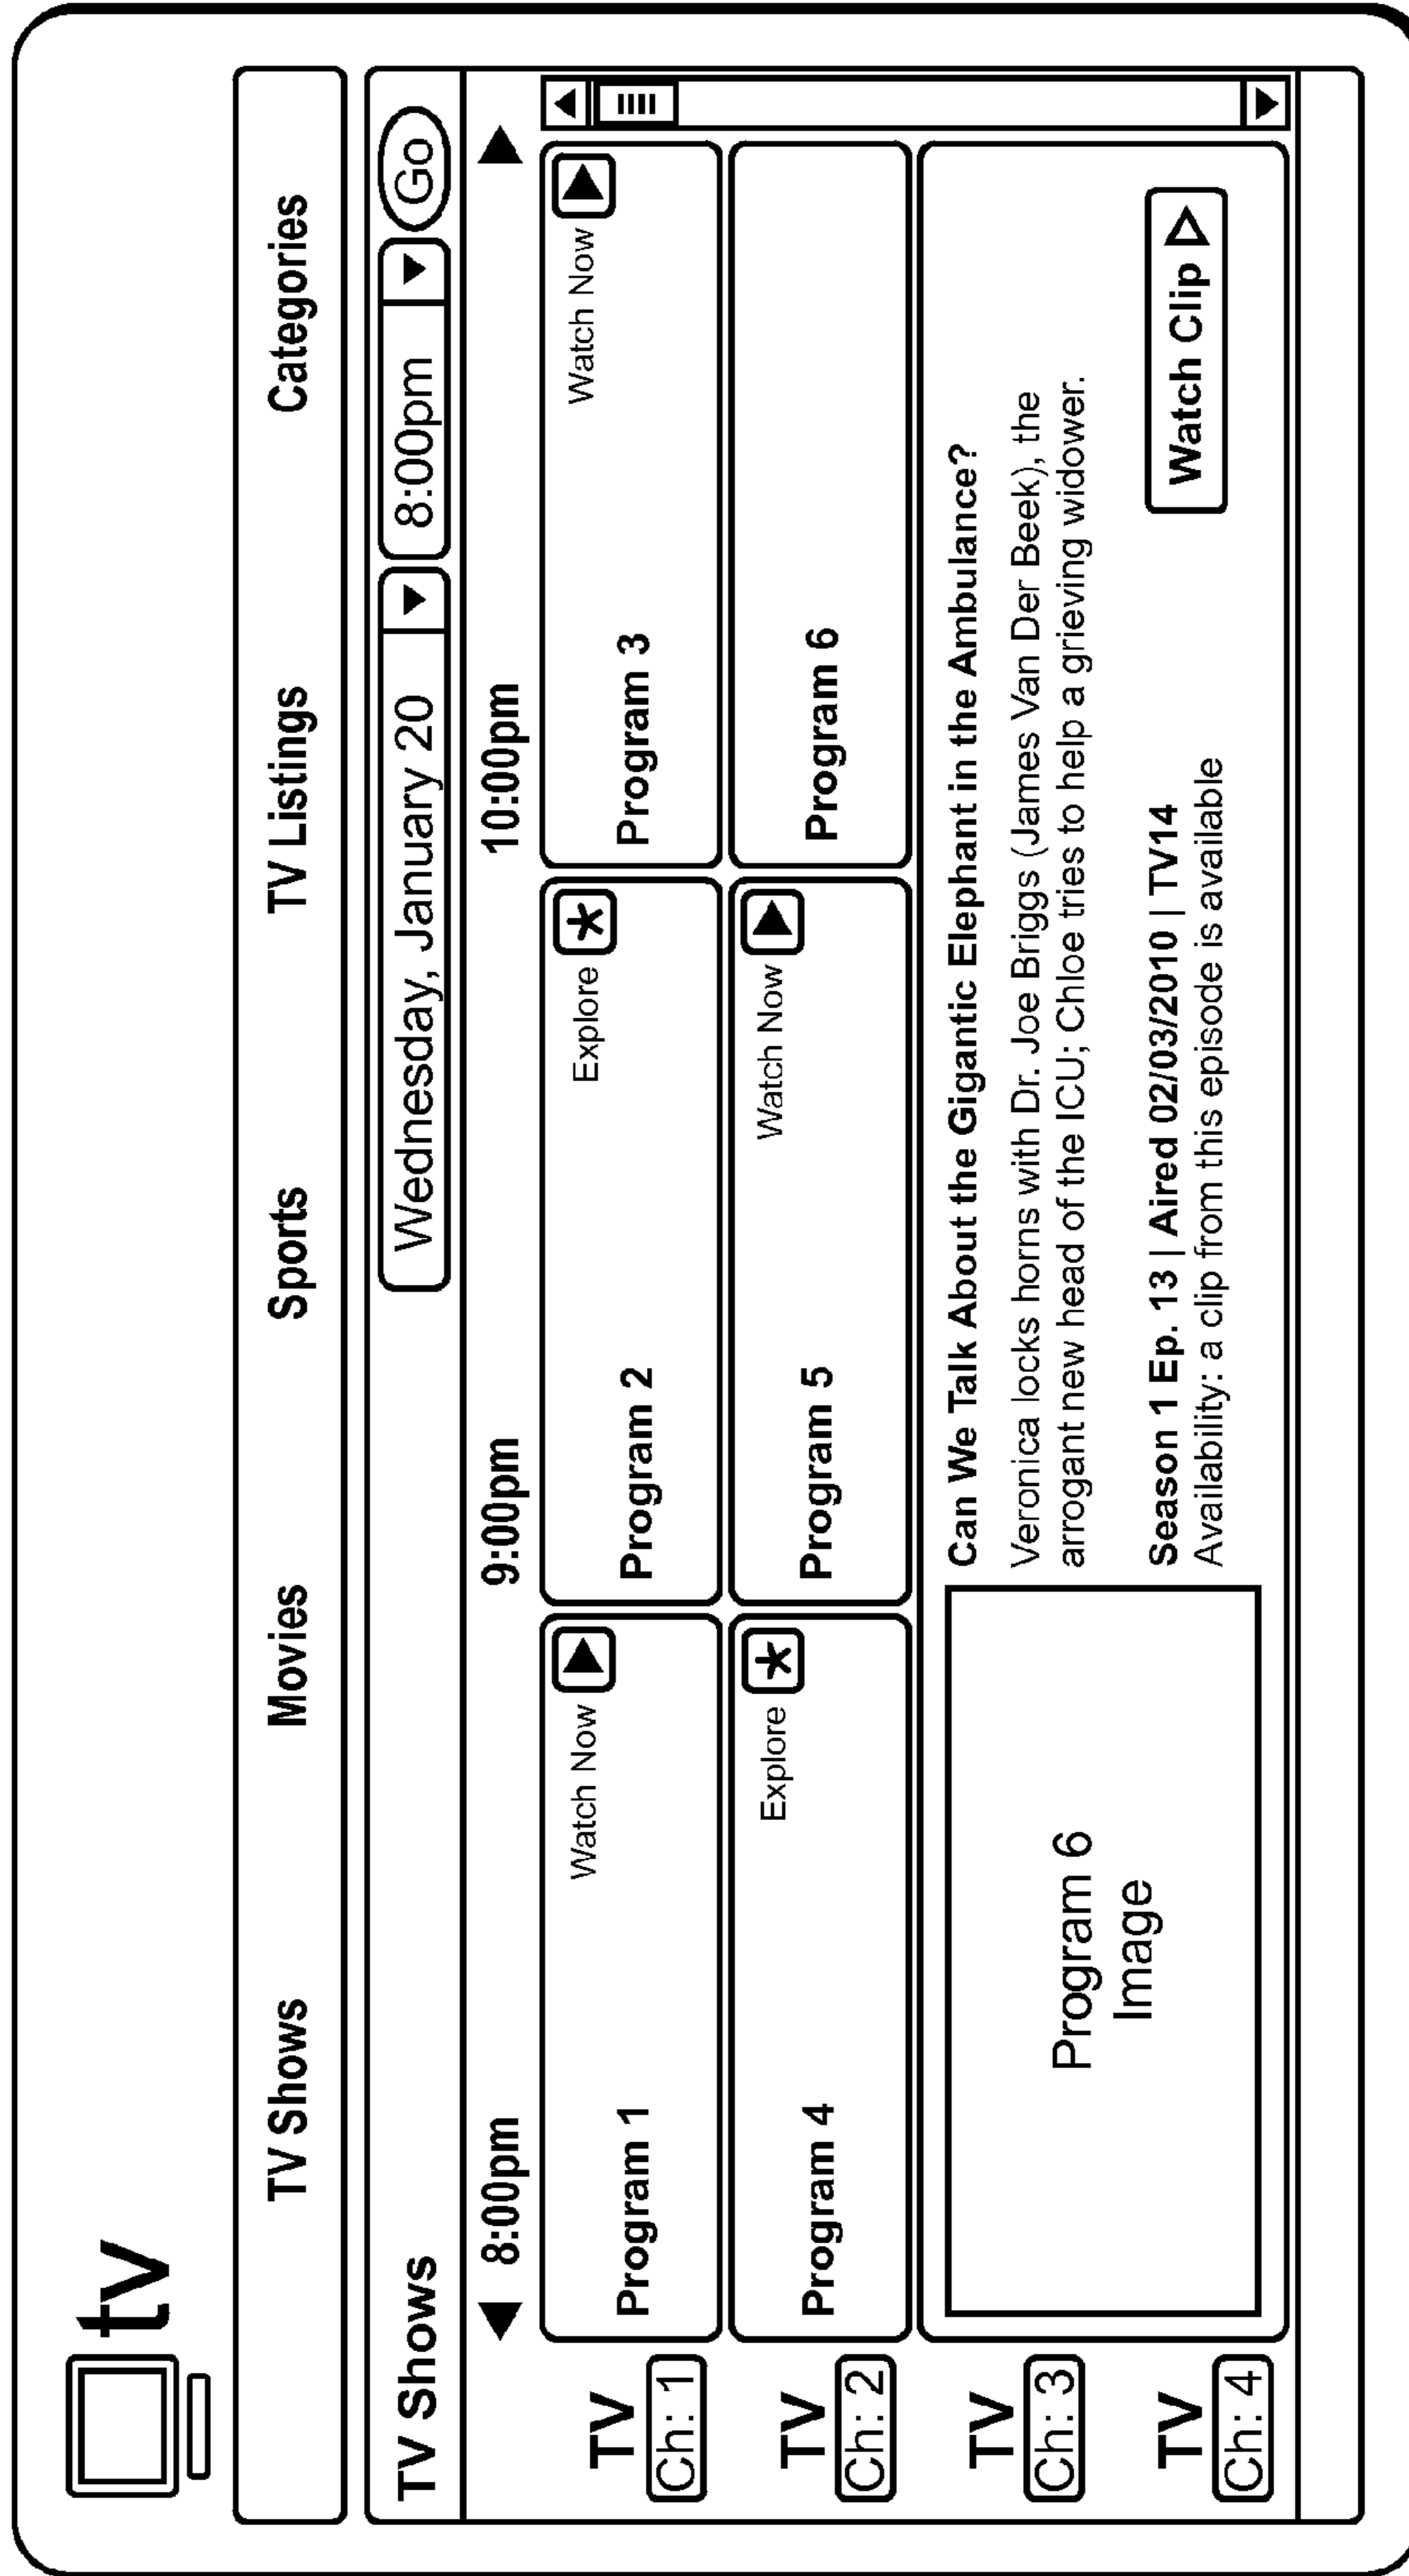 tv
TV Shows Movies Sports TV Listings Categories
TV Shows Wednesday, January 20 8:00pm Go
8:00pm 9:00pm 10:00pm
TV
Ch: 1
Program 1
Watch Now
Program 2
Explore
Program 3
Watch Now
TV
Ch: 2
Program 4
Explore
Program 5
Watch Now
Program 6
TV
Ch: 3
TV
Ch: 4
Program 6
Image
Can We Talk About the Gigantic Elephant in the Ambulance?
Veronica locks horns with Dr. Joe Briggs (James Van Der Beek), the
arrogant new head of the ICU; Chloe tries to help a grieving widower.
Season 1 Ep. 13 | Aired 02/03/2010 | TV14
Availability: a clip from this episode is available
Watch Clip